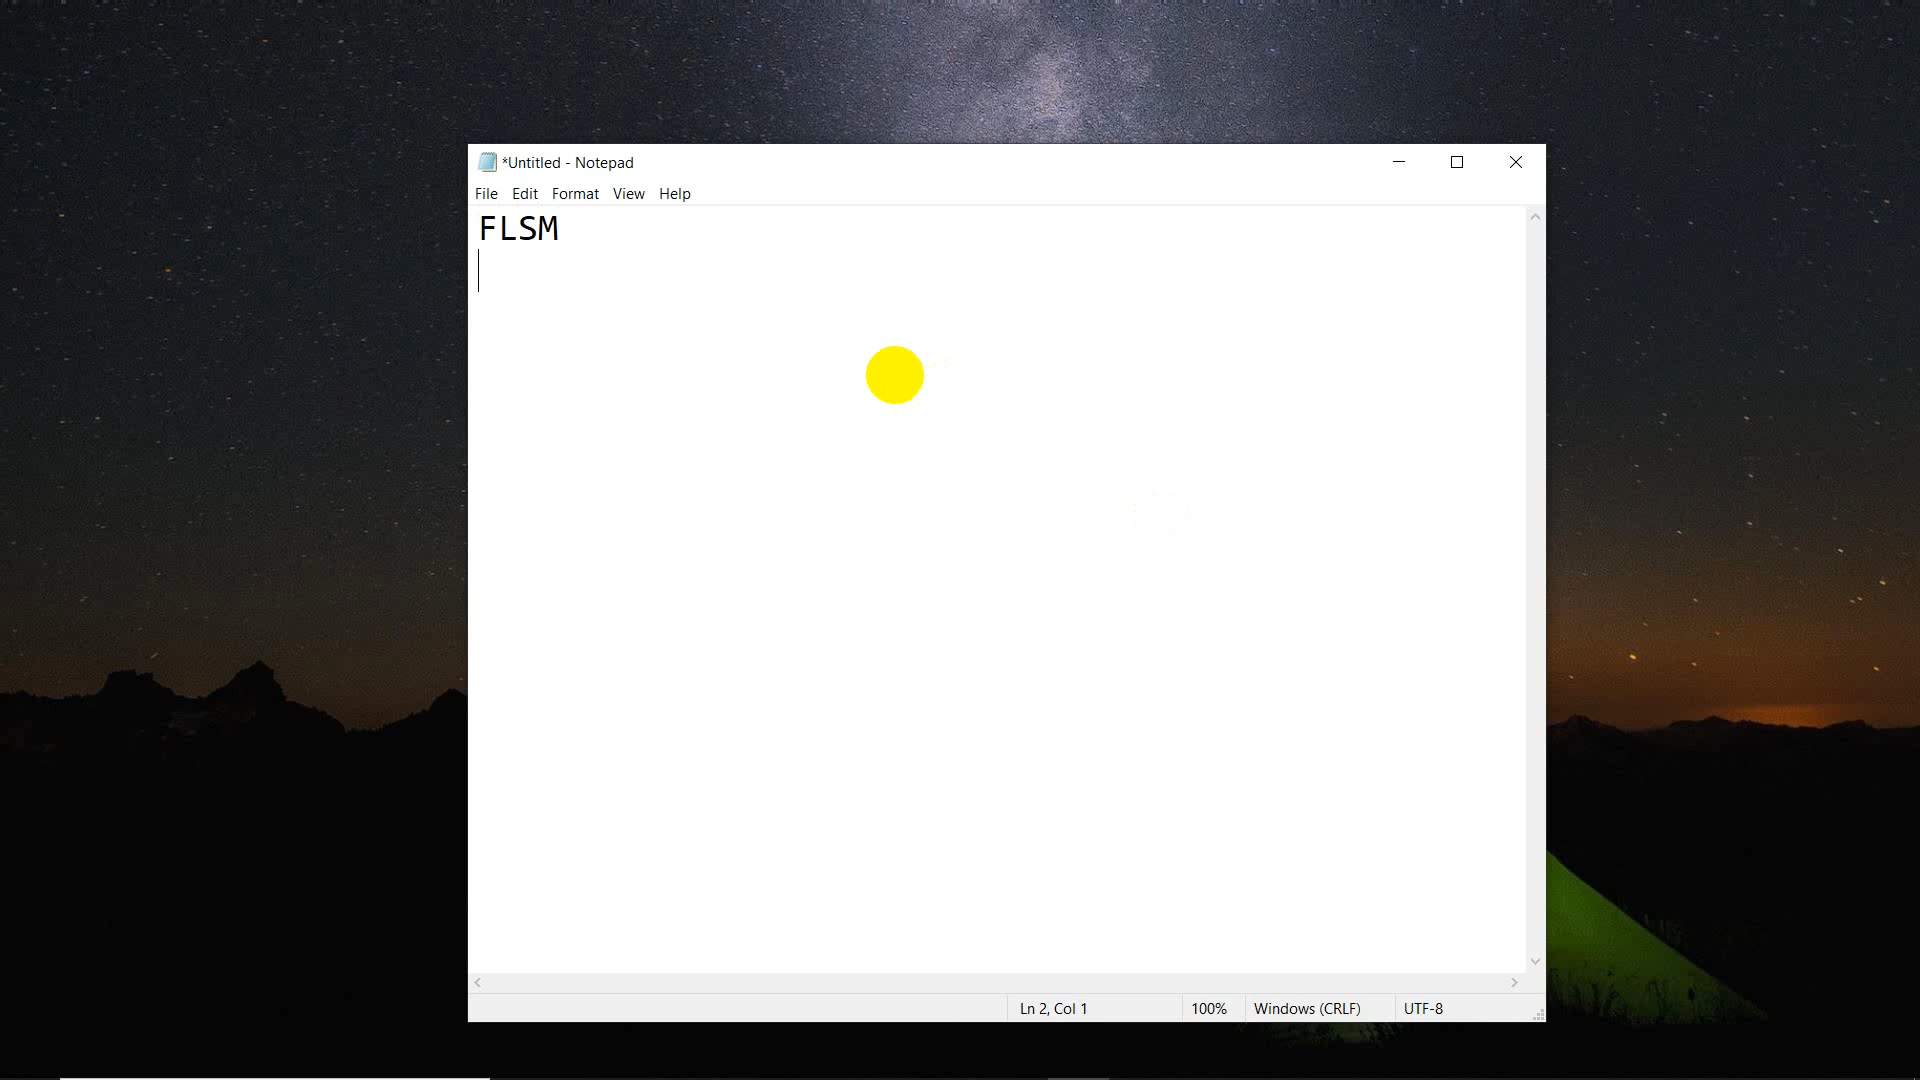 *Untitled - Notepad
File Edit Format View Help
FLSM
Ln 2, Col 1 100% Windows (CRLF) UTF-8